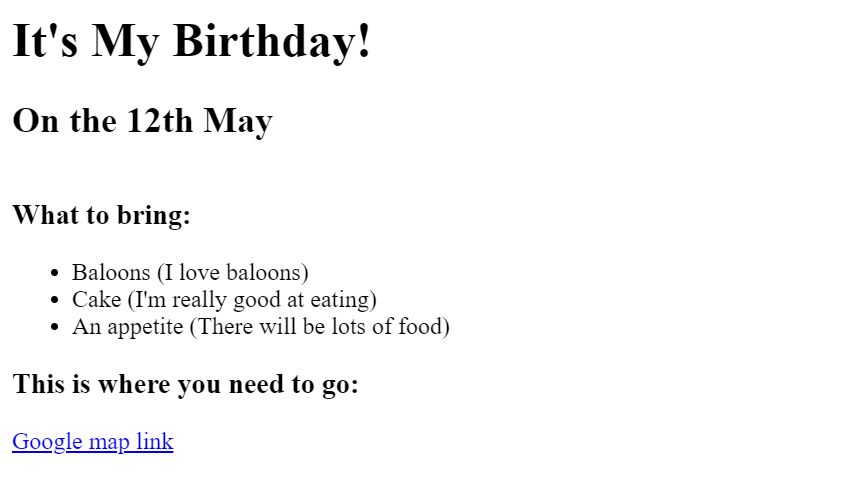 It's My Birthday!
On the 12th May
What to bring:
Baloons (I love baloons)
Cake (I'm really good at eating)
An appetite (There will be lots of food)
This is where you need to go:
Google map link